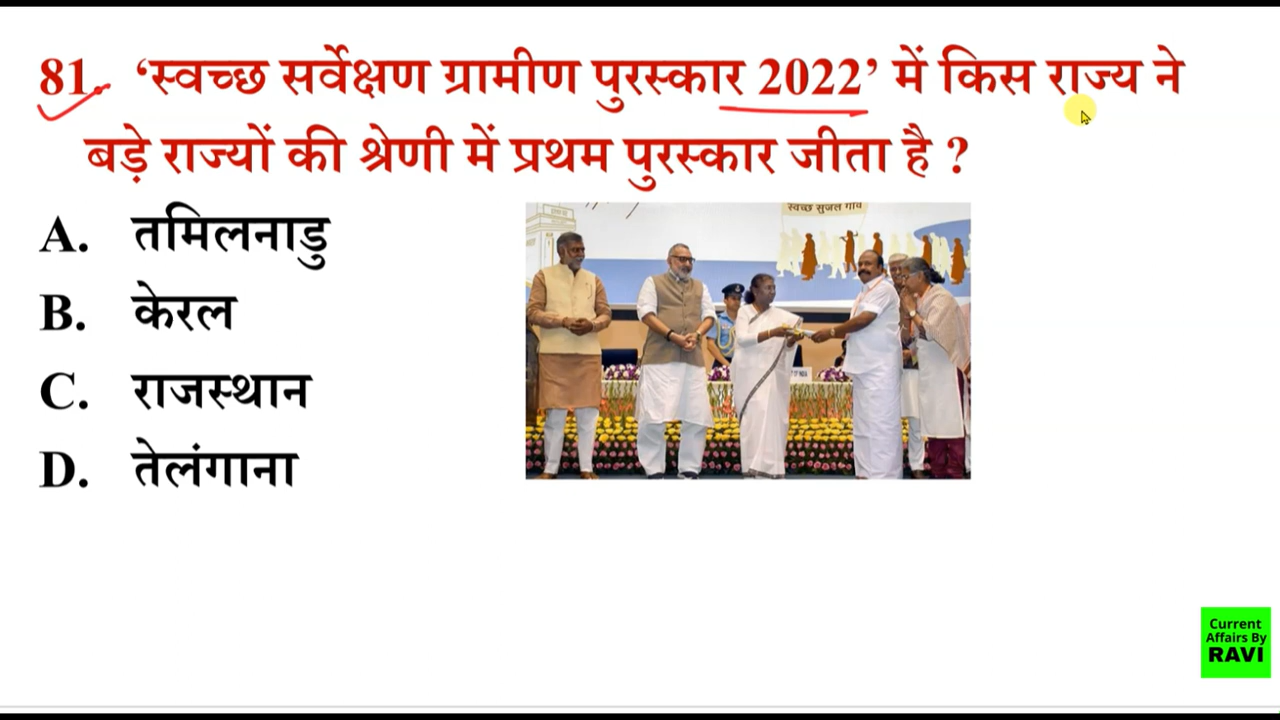 81. ‘स्वच्छ सर्वेक्षण ग्रामीण पुरस्कार 2022’ में किस राज्य ने
बड़े राज्यों की श्रेणी में प्रथम पुरस्कार जीता है ?
A. तमिलनाडु
B. केरल
C. राजस्थान
D. तेलंगाना
स्वच्छ सुजल गांव
Current
Affairs By
RAVI